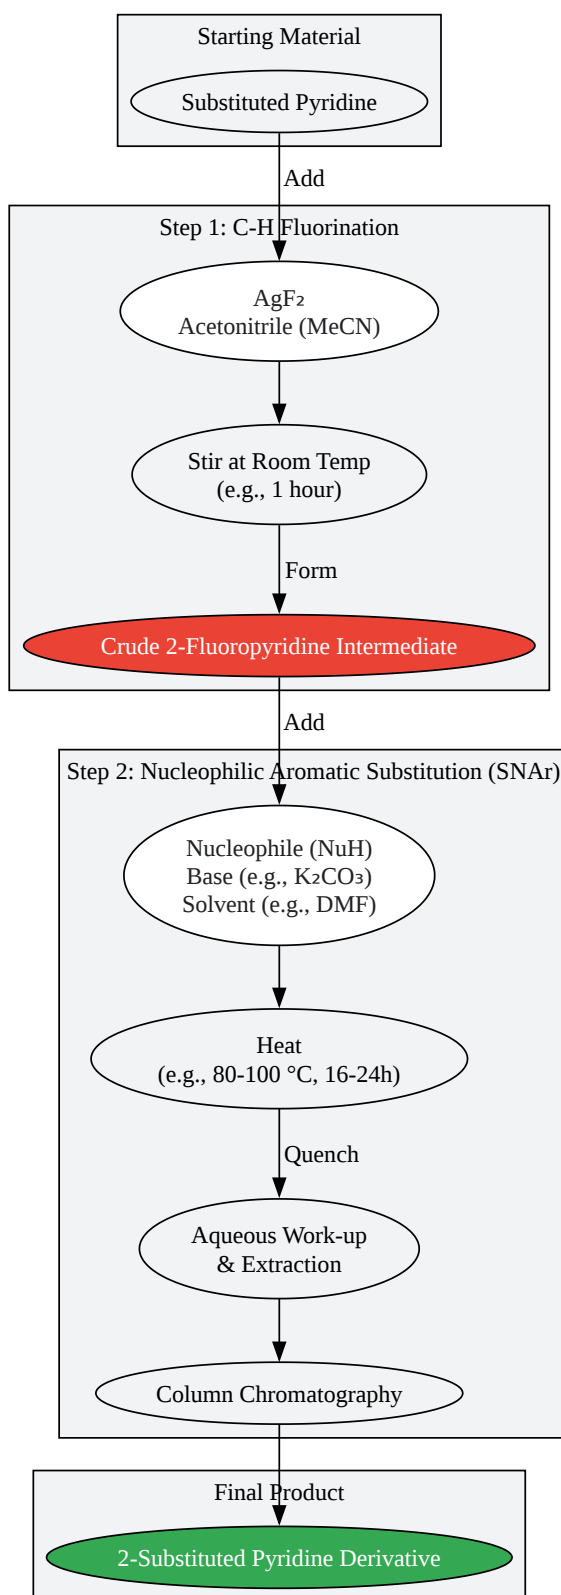 Starting Material
Substituted Pyridine
Add
Step 1: C-H Fluorination
AgF₂
Acetonitrile (MeCN)
Stir at Room Temp
(e.g., 1 hour)
Form
Crude 2-Fluoropyridine Intermediate
Add
Step 2: Nucleophilic Aromatic Substitution (SNAr)
Nucleophile (NuH)
Base (e.g., K₂CO₃)
Solvent (e.g., DMF)
Heat
(e.g., 80-100 °C, 16-24h)
Quench
Aqueous Work-up
& Extraction
Column Chromatography
Final Product
2-Substituted Pyridine Derivative